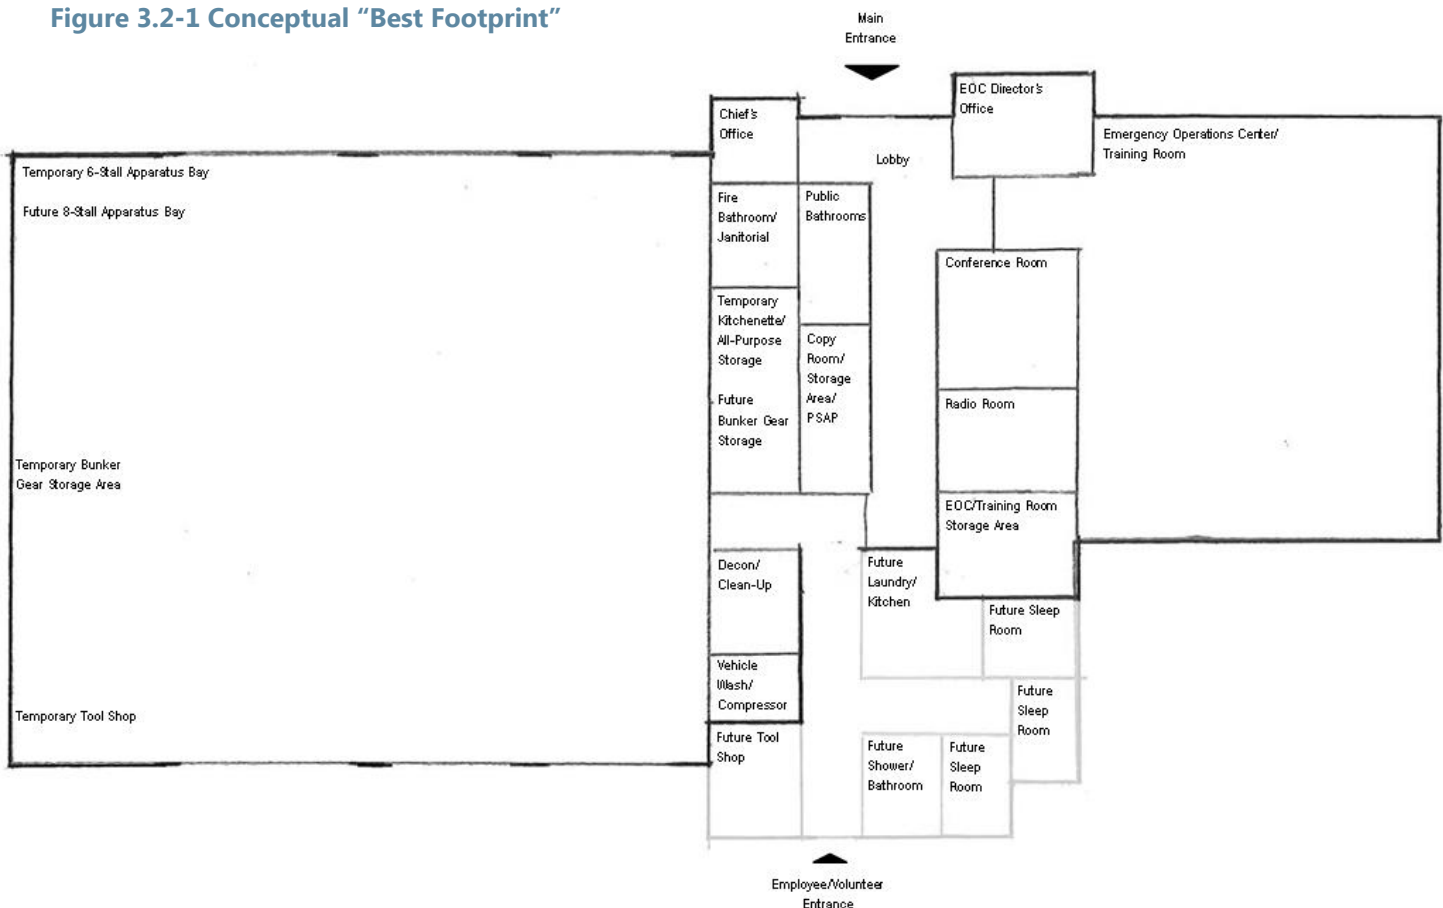 Figure 3.2-1 Conceptual “Best Footprint”
Main
Entrance
Chief's
Office
Lobby
EOC Director's
Office
Emergency Operations Center/
Training Room
Temporary 6-Stall Apparatus Bay
Future 8-Stall Apparatus Bay
Fire
Bathroom/
Janitorial
Public
Bathrooms
Conference Room
Temporary
Kitchenette/
All-Purpose
Storage
Future
Bunker Gear
Storage
Copy
Room/
Storage
Area/
PSAP
Radio Room
Temporary Bunker
Gear Storage Area
EOC/Training Room
Storage Area
Decon/
Clean-Up
Future
Laundry/
Kitchen
Future Sleep
Room
Vehicle
Wash/
Compressor
Future
Sleep
Room
Temporary Tool Shop
Future Tool
Shop
Future
Shower/
Bathroom
Future
Sleep
Room
Employee/Volunteer
Entrance